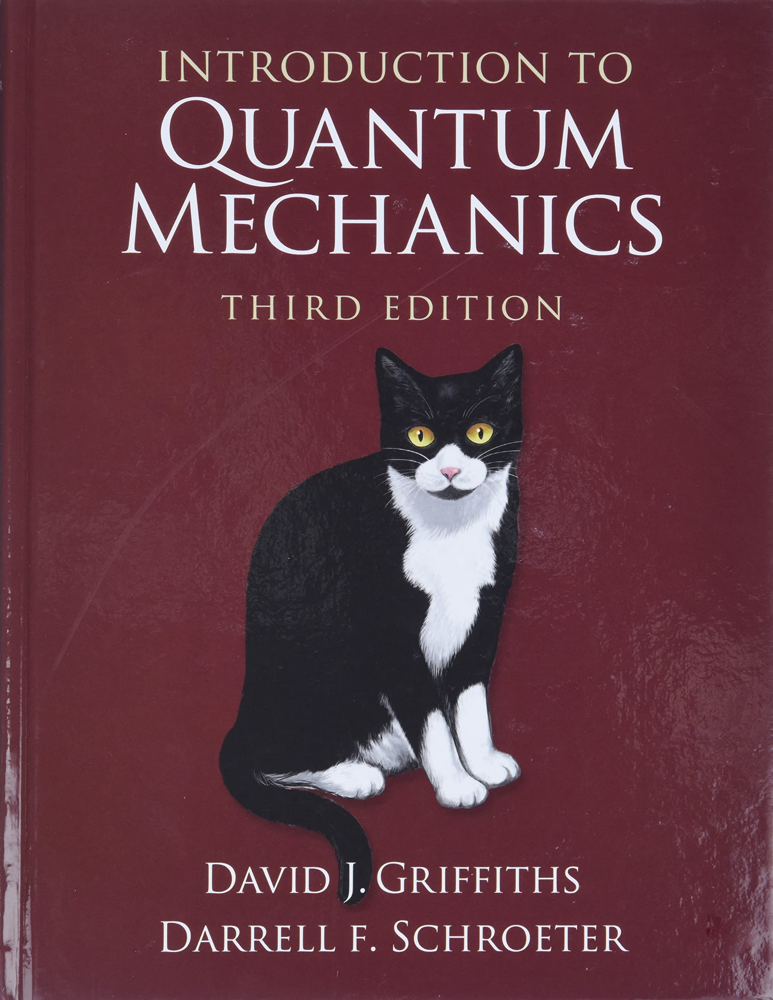 INTRODUCTION TO
QUANTUM
MECHANICS
THIRD EDITION
DAVID J. GRIFFITHS
DARRELL F. SCHROETER